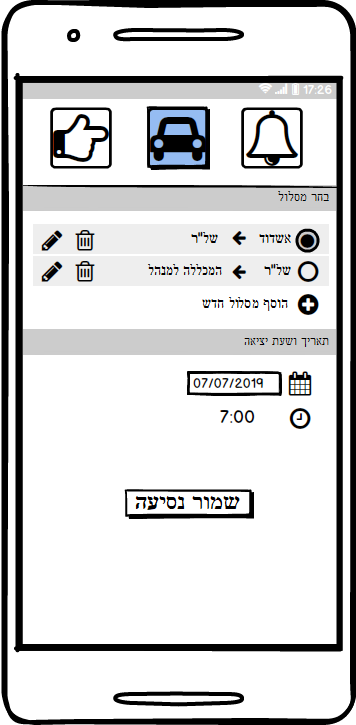 17:26
בחר מסלול
אשדוד של"ר
של"ר המכללה למנהל
הוסף מסלול חדש
תאריך ושעת יציאה
07/07/2019
7:00
שמור נסיעה